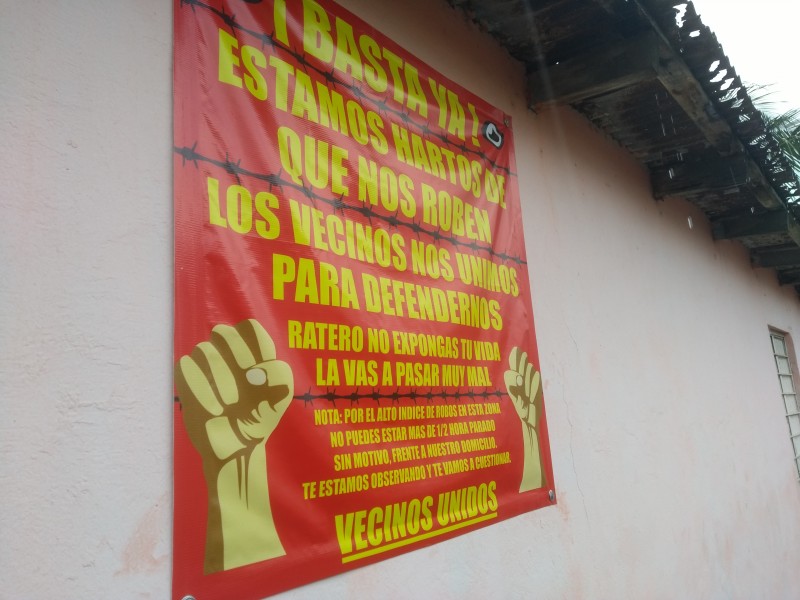 ¡ BASTA YA !
ESTAMOS HARTOS DE
QUE NOS ROBEN
LOS VECINOS NOS UNIMOS
PARA DEFENDERNOS
RATERO NO EXPONGAS TU VIDA
LA VAS A PASAR MUY MAL
NOTA: POR EL ALTO INDICE DE ROBOS EN ESTA ZONA
NO PUEDES ESTAR MAS DE 1/2 HORA PARADO
SIN MOTIVO, FRENTE A NUESTRO DOMICILIO,
TE ESTAMOS OBSERVANDO Y TE VAMOS A CUESTIONAR.
VECINOS UNIDOS